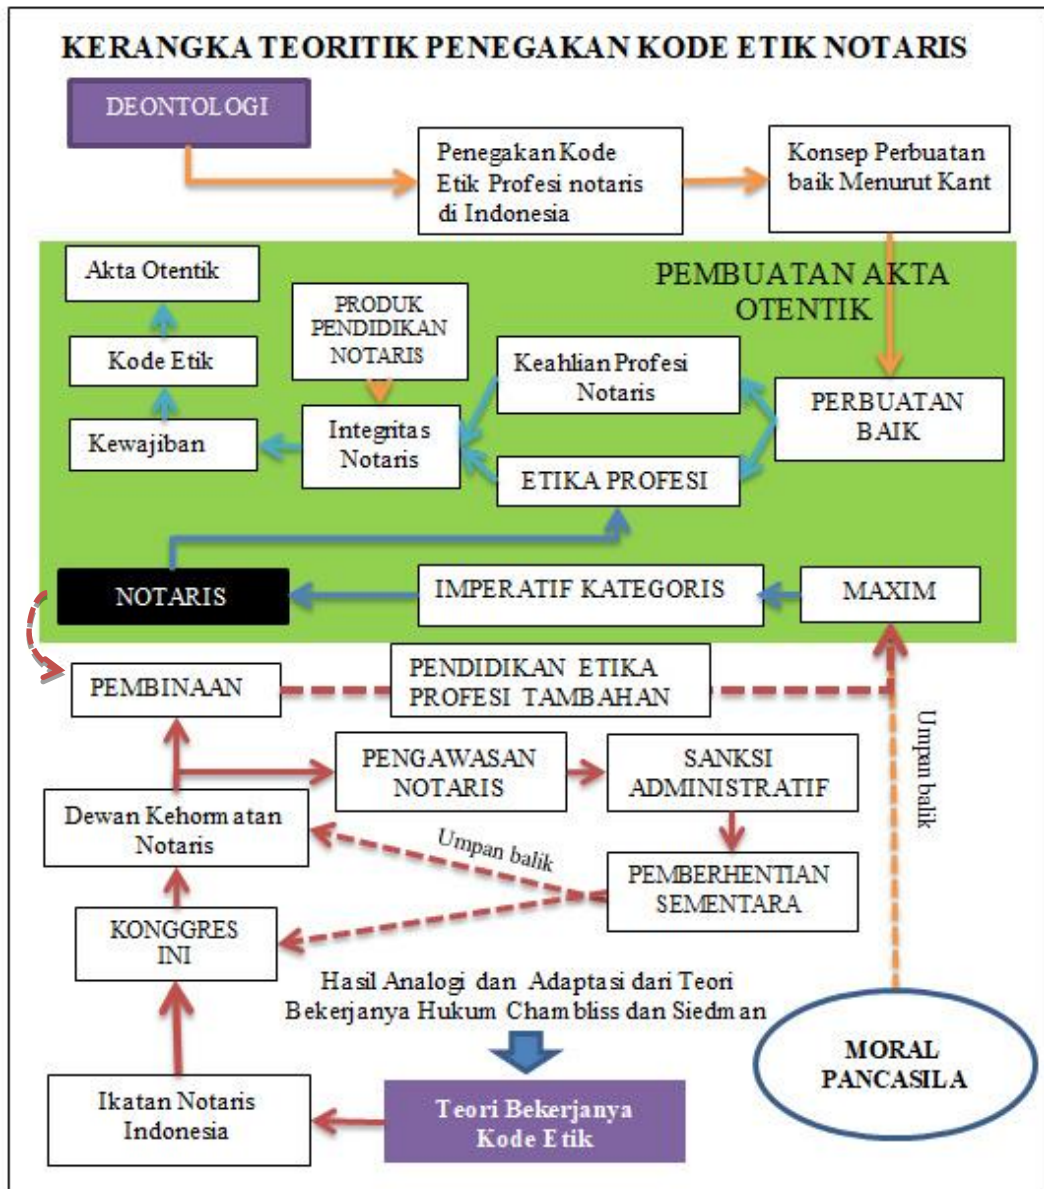 KERANGKA TEORITIK PENEGAKAN KODE ETIK NOTARIS
DEONTOLOGI
Penegakan Kode
Etik Profesi notaris
di Indonesia
Konsep Perbuatan
baik Menurut Kant
PEMBUATAN AKTA
OTENTIK
Akta Otentik
PRODUK
PENDIDIKAN
NOTARIS
Kode Etik
Keahlian Profesi
Notaris
PERBUATAN
BAIK
Kewajiban
Integritas
Notaris
ETIKA PROFESI
NOTARIS
IMPERATIF KATEGORIS
MAXIM
PEMBINAAN
PENDIDIKAN ETIKA
PROFESI TAMBAHAN
Umpan balik
PENGAWASAN
NOTARIS
SANKSI
ADMINISTRATIF
Dewan Kehormatan
Notaris
Umpan balik
PEMBERHENTIAN
SEMENTARA
KONGGRES
INI
Hasil Analogi dan Adaptasi dari Teori
Bekerjanya Hukum Chambliss dan Siedman
MORAL
PANCASILA
Ikatan Notaris
Indonesia
Teori Bekerjanya
Kode Etik